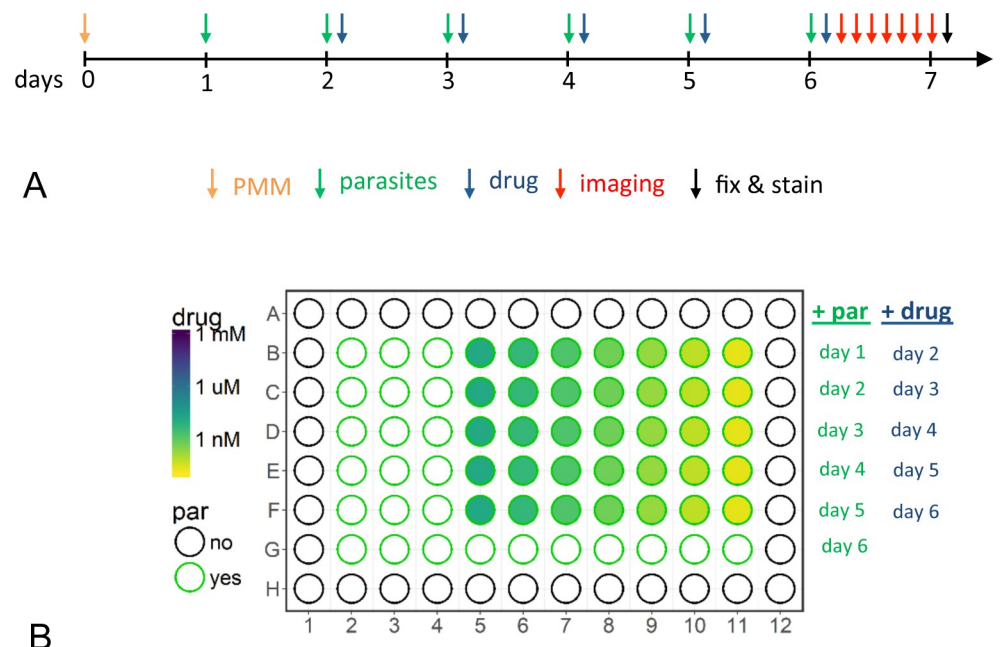 days 0 1 2 3 4 5 6 7
A PMM parasites drug imaging fix & stain
drug
1 mM
1 uM
1 nM
par
no
yes
+ par + drug
A
B day 1 day 2
C day 2 day 3
D day 3 day 4
E day 4 day 5
F day 5 day 6
G day 6
H
1 2 3 4 5 6 7 8 9 10 11 12
B